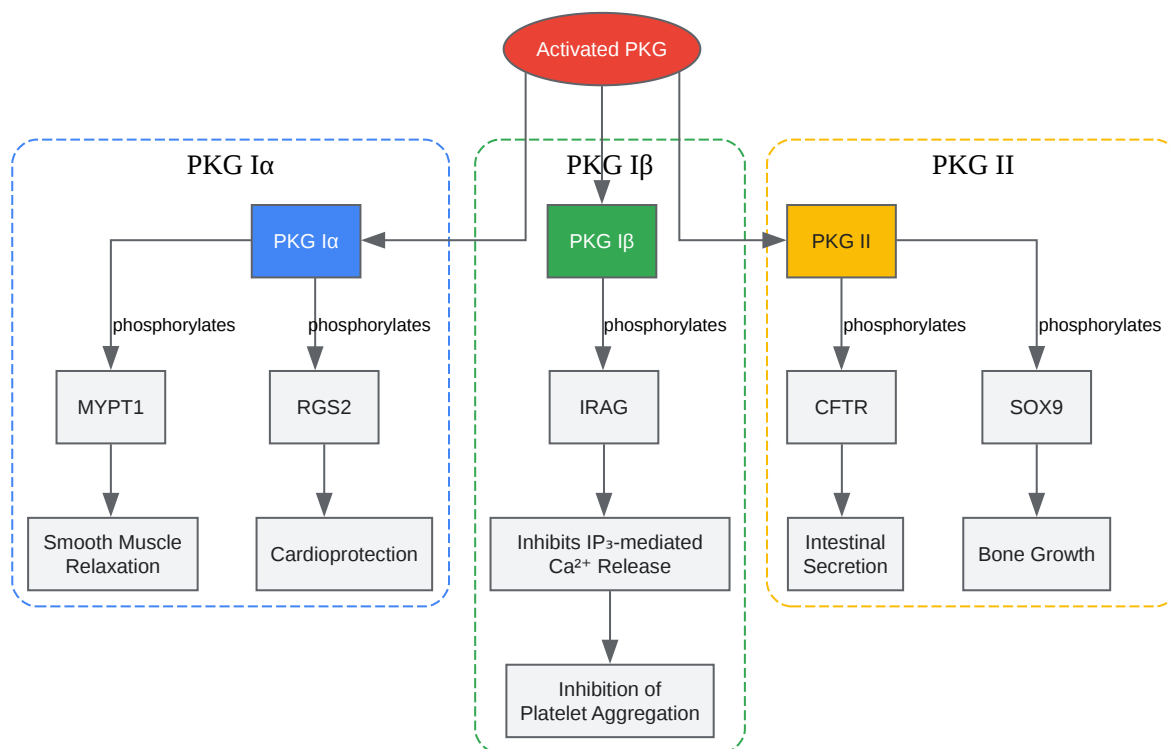 Activated PKG
PKG Iα
PKG Iβ
PKG II
PKG Iα
PKG Iβ
PKG II
phosphorylates
phosphorylates
phosphorylates
phosphorylates
phosphorylates
MYPT1
RGS2
IRAG
CFTR
SOX9
Smooth Muscle
Relaxation
Cardioprotection
Inhibits IP₃-mediated
Ca²⁺ Release
Intestinal
Secretion
Bone Growth
Inhibition of
Platelet Aggregation